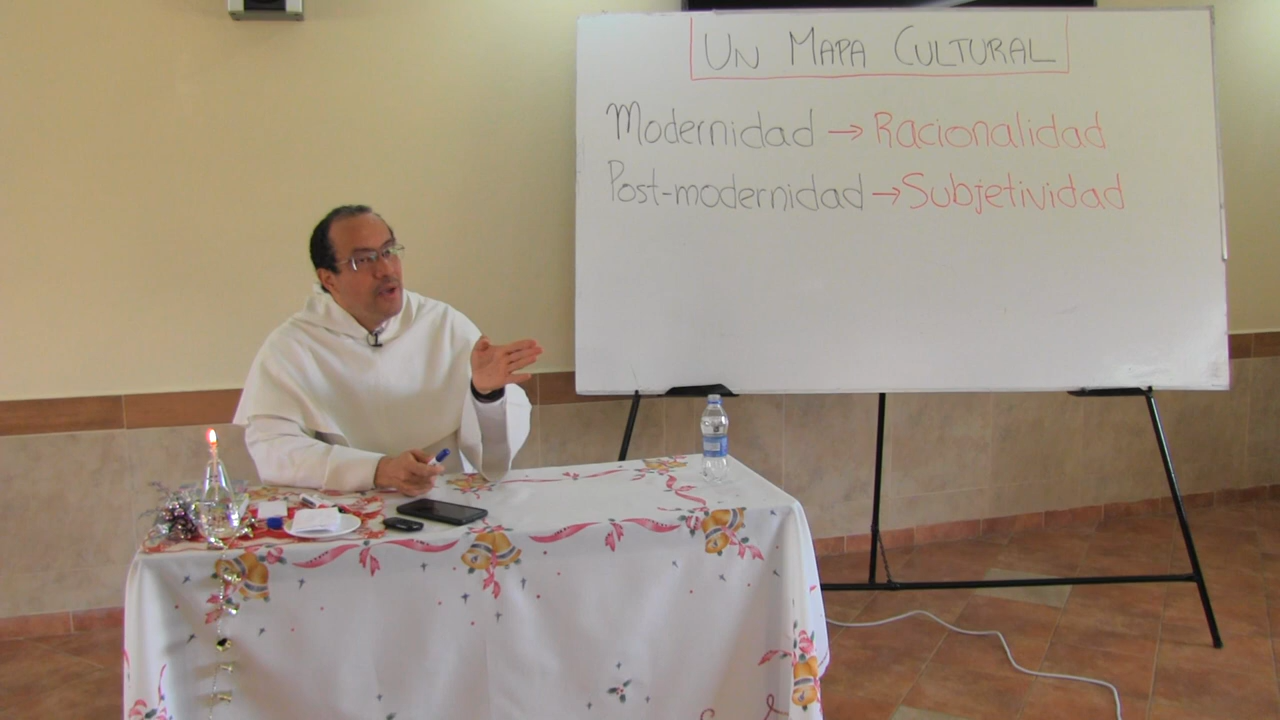 UN MAPA CULTURAL
Modernidad → Racionalidad
Post-modernidad → Subjetividad